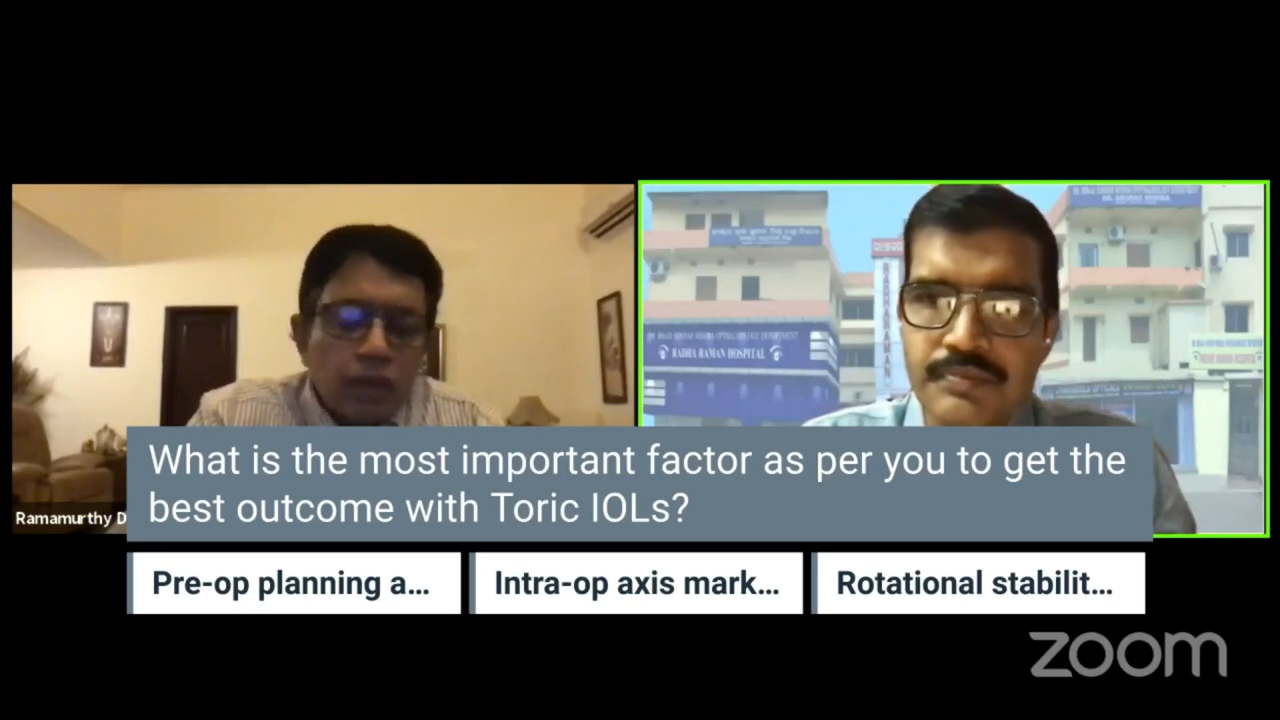 RADHA RAMAN HOSPITAL
Ramamurthy D
What is the most important factor as per you to get the
best outcome with Toric IOLs?
Pre-op planning a...
Intra-op axis mark...
Rotational stabilit...
zoom